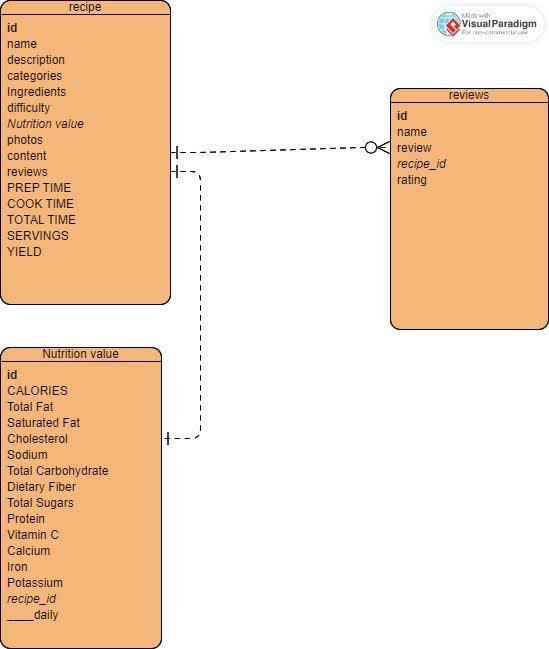 recipe
id
name
description
categories
Ingredients
difficulty
Nutrition value
photos
content
reviews
PREP TIME
COOK TIME
TOTAL TIME
SERVINGS
YIELD
Made with
Visual Paradigm
For non-commercial use
reviews
id
name
review
recipe_id
rating
Nutrition value
id
CALORIES
Total Fat
Saturated Fat
Cholesterol
Sodium
Total Carbohydrate
Dietary Fiber
Total Sugars
Protein
Vitamin C
Calcium
Iron
Potassium
recipe_id
____daily